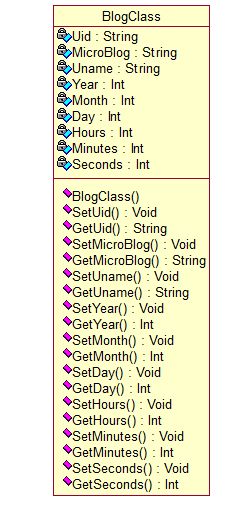 BlogClass
Uid : String
MicroBlog : String
Uname : String
Year : Int
Month : Int
Day : Int
Hours : Int
Minutes : Int
Seconds : Int
BlogClass()
SetUid() : Void
GetUid() : String
SetMicroBlog() : Void
GetMicroBlog() : String
SetUname() : Void
GetUname() : String
SetYear() : Void
GetYear() : Int
SetMonth() : Void
GetMonth() : Int
SetDay() : Void
GetDay() : Int
SetHours() : Void
GetHours() : Int
SetMinutes() : Void
GetMinutes() : Int
SetSeconds() : Void
GetSeconds() : Int